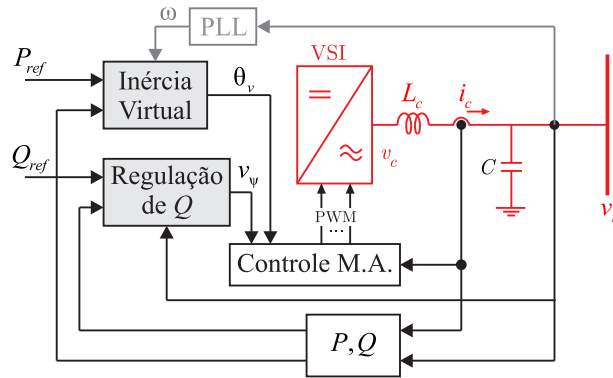 ω
PLL
P_ref
Inércia
Virtual
θ_v
VSI
L_c
i_c
v_c
C
Q_ref
Regulação
de Q
v_ψ
PWM
...
Controle M.A.
P, Q